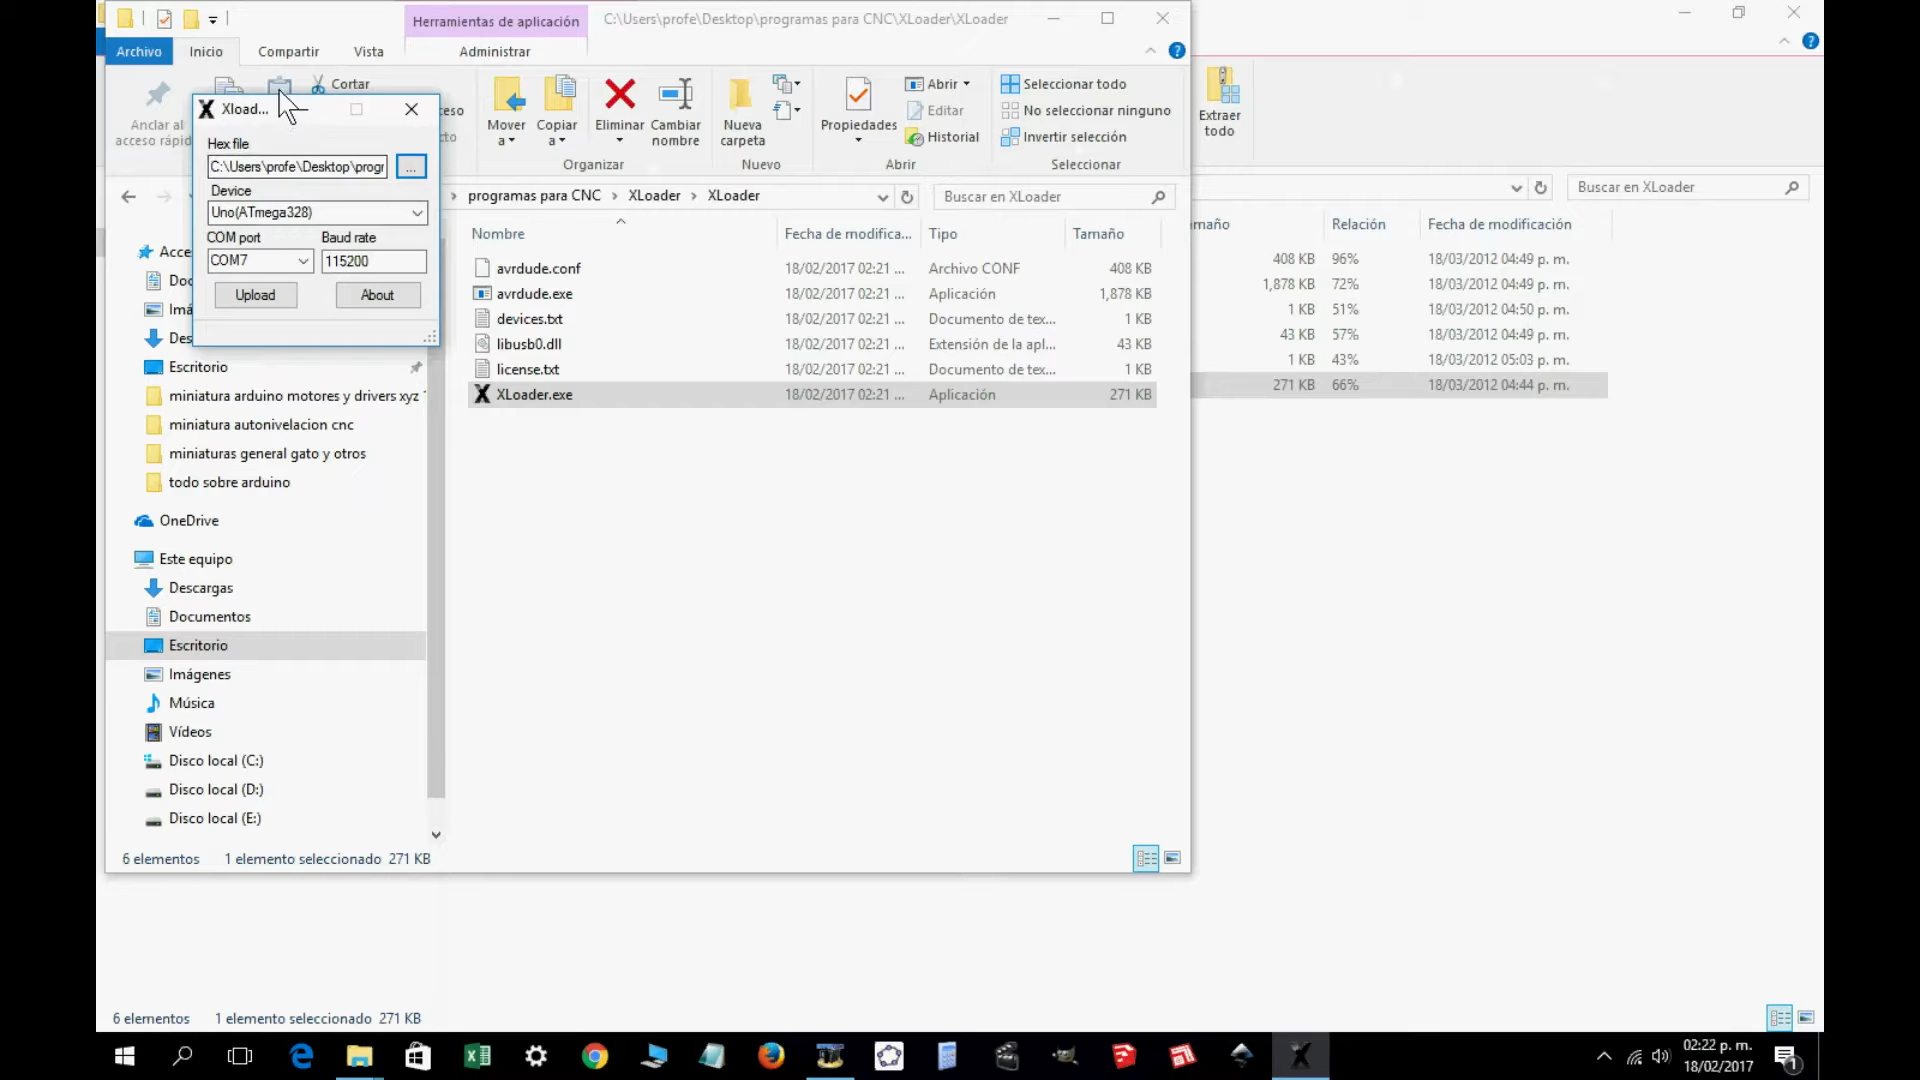 Herramientas de aplicación
C:\Users\profe\Desktop\programas para CNC\XLoader\XLoader
Archivo
Inicio
Compartir
Vista
Administrar
Anclar al
acceso rápid
Cortar
Mover
a
Copiar
a
Eliminar
Cambiar
nombre
Organizar
Nueva
carpeta
Nuevo
Propiedades
Abrir
Editar
Historial
Abrir
Seleccionar todo
No seleccionar ninguno
Invertir selección
Seleccionar
Extraer
todo
Xload...
Hex file
C:\Users\profe\Desktop\progr
...
Device
Uno(ATmega328)
COM port
Baud rate
COM7
115200
Upload
About
programas para CNC
XLoader
XLoader
Buscar en XLoader
Buscar en XLoader
Nombre
Fecha de modifica...
Tipo
Tamaño
avrdude.conf 18/02/2017 02:21 ... Archivo CONF 408 KB
avrdude.exe 18/02/2017 02:21 ... Aplicación 1,878 KB
devices.txt 18/02/2017 02:21 ... Documento de tex... 1 KB
libusb0.dll 18/02/2017 02:21 ... Extensión de la apl... 43 KB
license.txt 18/02/2017 02:21 ... Documento de tex... 1 KB
XLoader.exe 18/02/2017 02:21 ... Aplicación 271 KB
maño
Relación
Fecha de modificación
408 KB 96% 18/03/2012 04:49 p. m.
1,878 KB 72% 18/03/2012 04:49 p. m.
1 KB 51% 18/03/2012 04:50 p. m.
43 KB 57% 18/03/2012 04:49 p. m.
1 KB 43% 18/03/2012 05:03 p. m.
271 KB 66% 18/03/2012 04:44 p. m.
Acce
Doc
Imá
Des
Escritorio
miniatura arduino motores y drivers xyz
miniatura autonivelacion cnc
miniaturas general gato y otros
todo sobre arduino
OneDrive
Este equipo
Descargas
Documentos
Escritorio
Imágenes
Música
Vídeos
Disco local (C:)
Disco local (D:)
Disco local (E:)
6 elementos
1 elemento seleccionado 271 KB
6 elementos
1 elemento seleccionado 271 KB
02:22 p. m.
18/02/2017
1